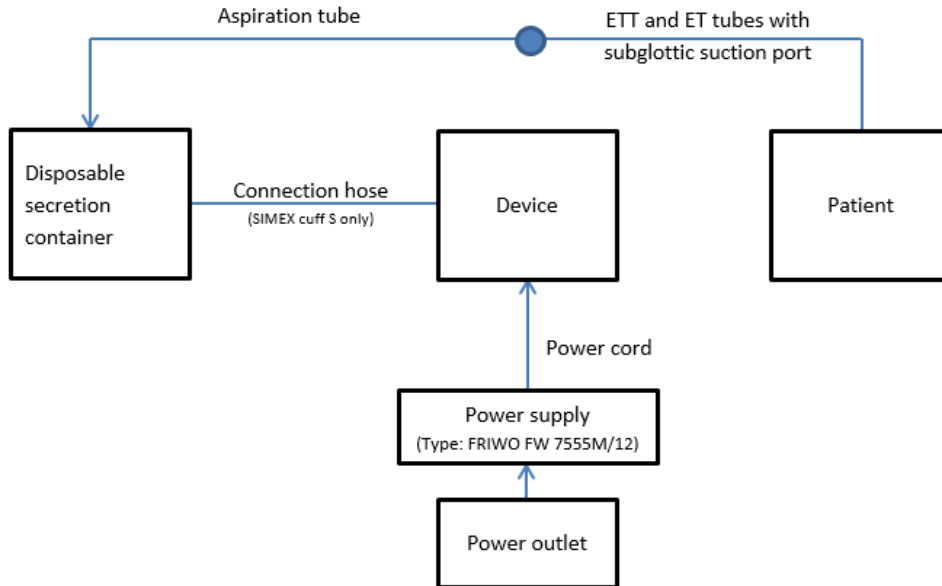 Aspiration tube
ETT and ET tubes with
subglottic suction port
Disposable
secretion
container
Connection hose
(SIMEX cuff S only)
Device
Patient
Power cord
Power supply
(Type: FRIWO FW 7555M/12)
Power outlet